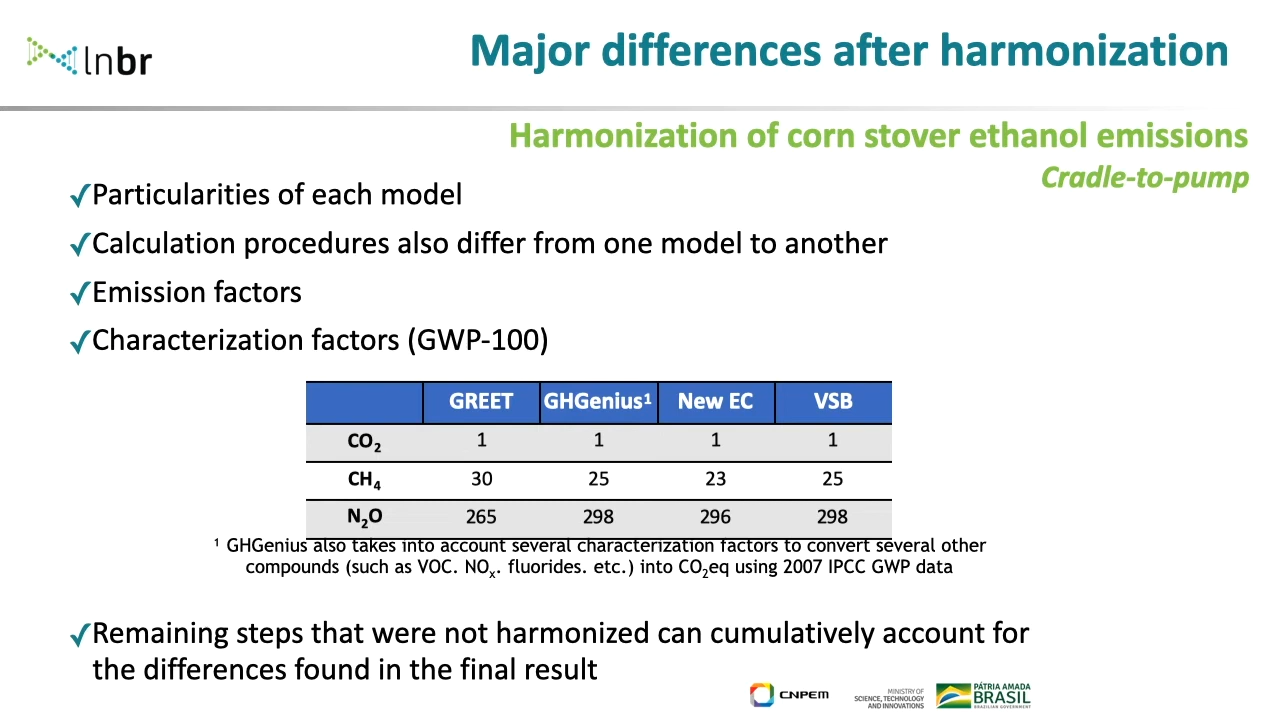 lnbr
Major differences after harmonization
Harmonization of corn stover ethanol emissions
Cradle-to-pump
✓Particularities of each model
✓Calculation procedures also differ from one model to another
✓Emission factors
✓Characterization factors (GWP-100)
GREET GHGenius¹ New EC VSB
CO₂ 1 1 1 1
CH₄ 30 25 23 25
N₂O 265 298 296 298
¹ GHGenius also takes into account several characterization factors to convert several other
compounds (such as VOC. NOₓ. fluorides. etc.) into CO₂eq using 2007 IPCC GWP data
✓Remaining steps that were not harmonized can cumulatively account for
the differences found in the final result
CNPEM
MINISTRY OF
SCIENCE, TECHNOLOGY
AND INNOVATIONS
PÁTRIA AMADA
BRASIL
BRAZILIAN GOVERNMENT